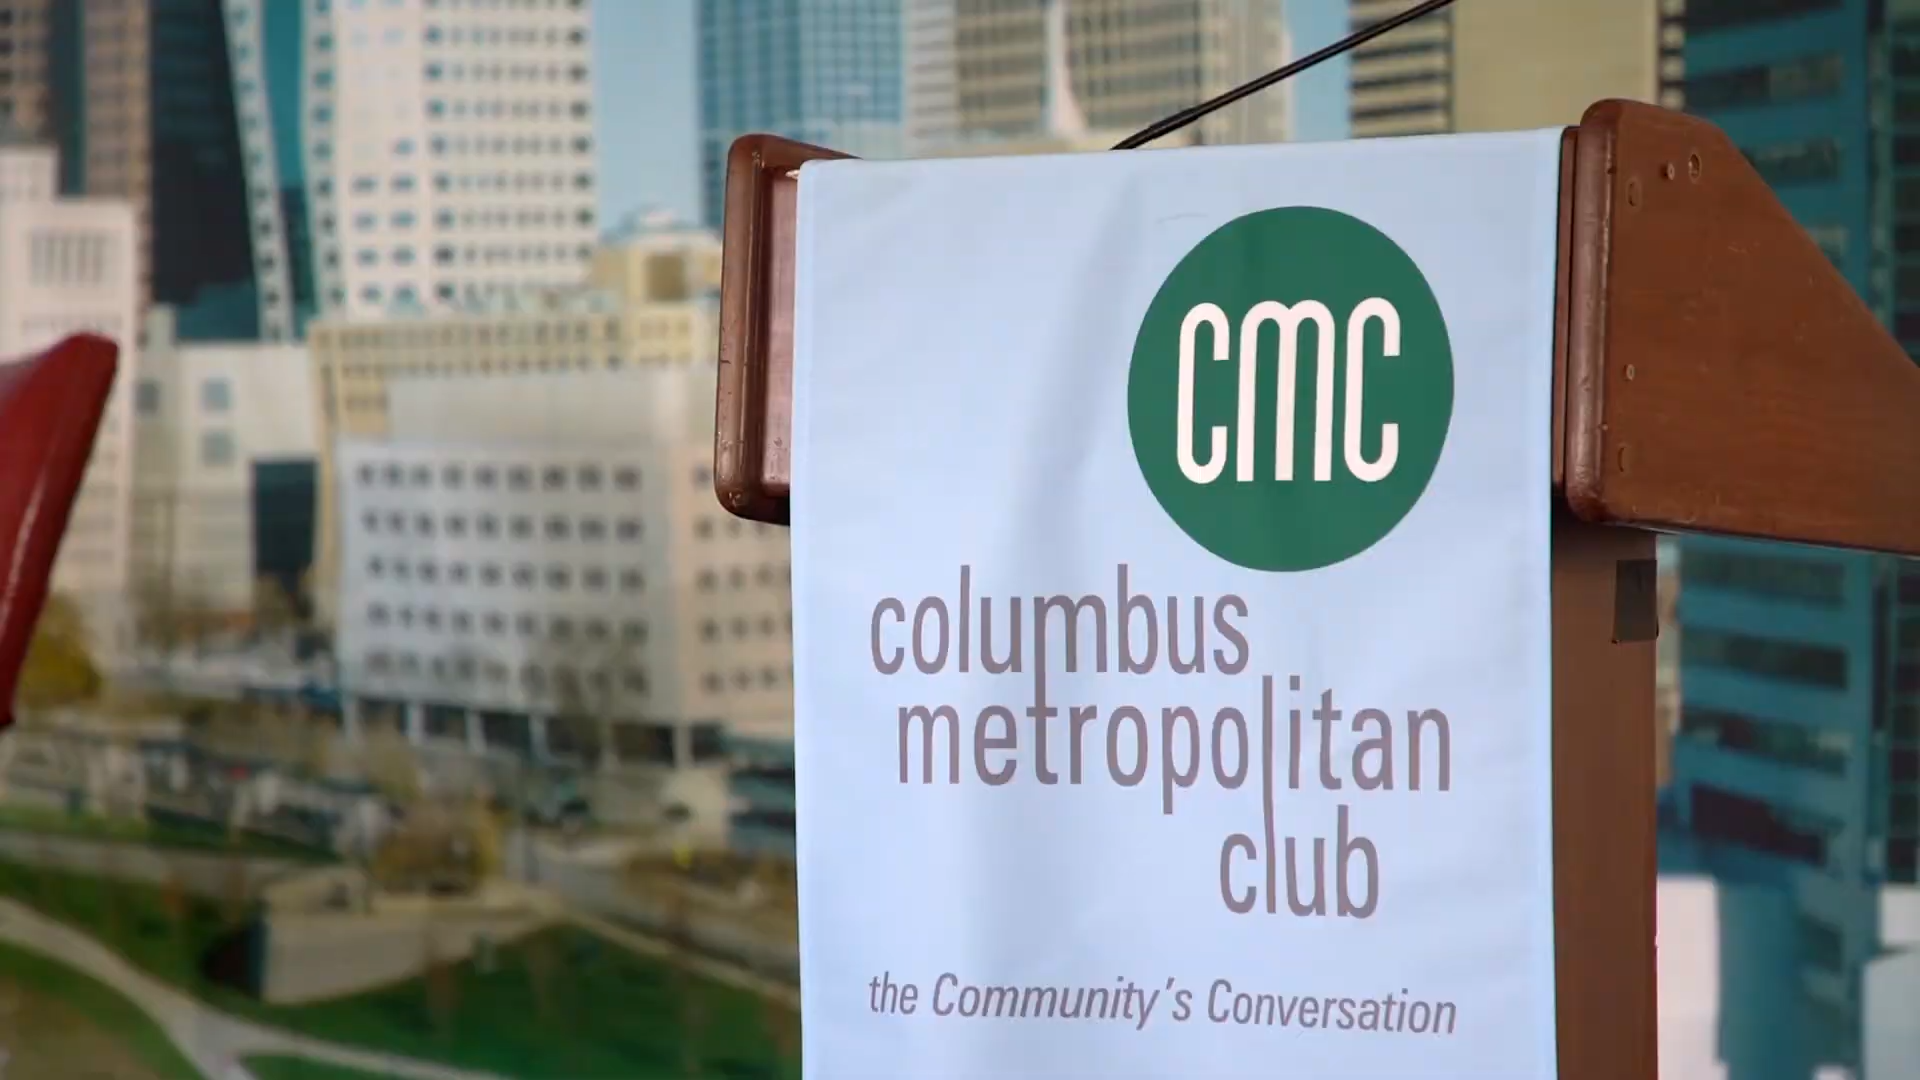 cmc
columbus
metropolitan
club
the Community's Conversation